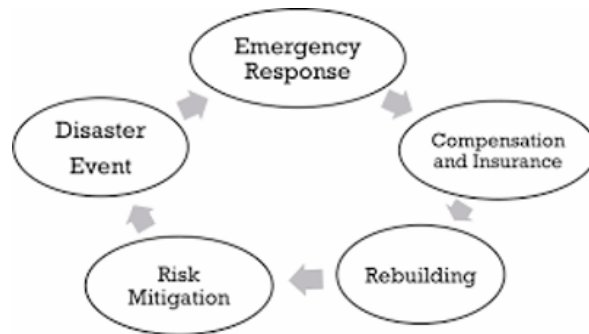 Emergency
Response
Compensation
and Insurance
Rebuilding
Risk
Mitigation
Disaster
Event